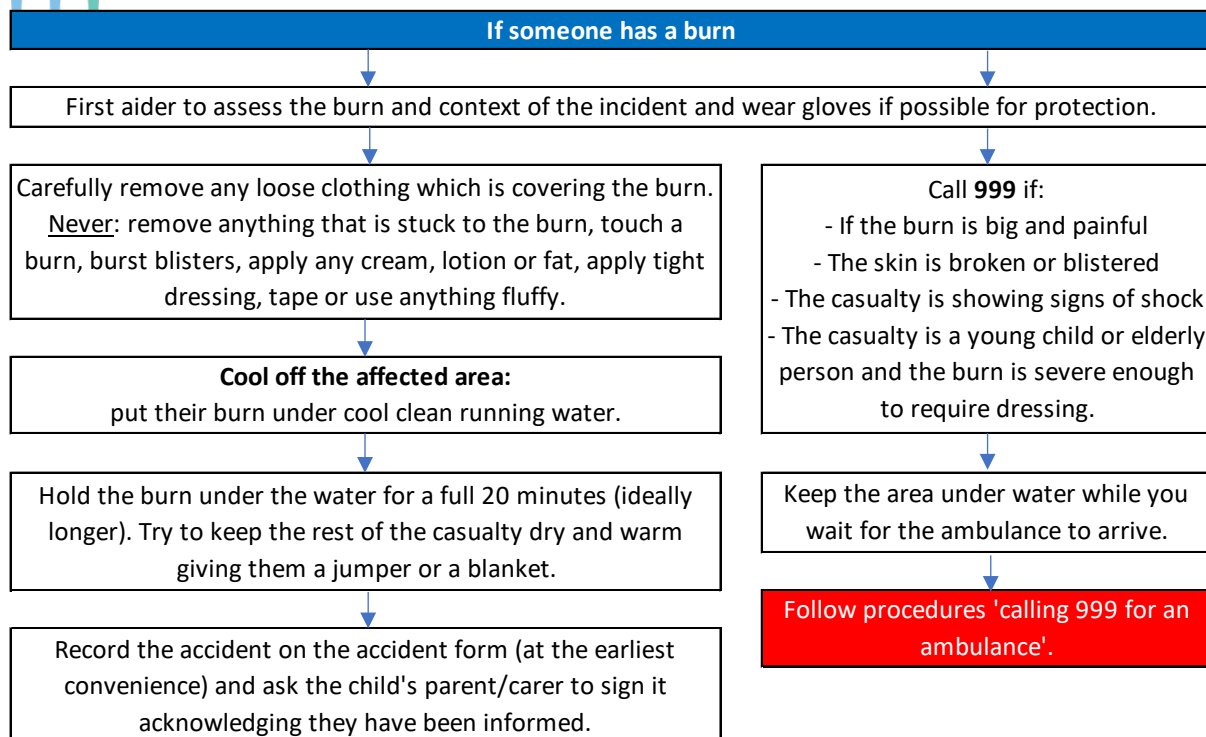 If someone has a burn
First aider to assess the burn and context of the incident and wear gloves if possible for protection.
Carefully remove any loose clothing which is covering the burn.
Never: remove anything that is stuck to the burn, touch a
burn, burst blisters, apply any cream, lotion or fat, apply tight
dressing, tape or use anything fluffy.
Cool off the affected area:
put their burn under cool clean running water.
Hold the burn under the water for a full 20 minutes (ideally
longer). Try to keep the rest of the casualty dry and warm
giving them a jumper or a blanket.
Record the accident on the accident form (at the earliest
convenience) and ask the child's parent/carer to sign it
acknowledging they have been informed.
Call 999 if:
- If the burn is big and painful
- The skin is broken or blistered
- The casualty is showing signs of shock
- The casualty is a young child or elderly
person and the burn is severe enough
to require dressing.
Keep the area under water while you
wait for the ambulance to arrive.
Follow procedures 'calling 999 for an
ambulance'.